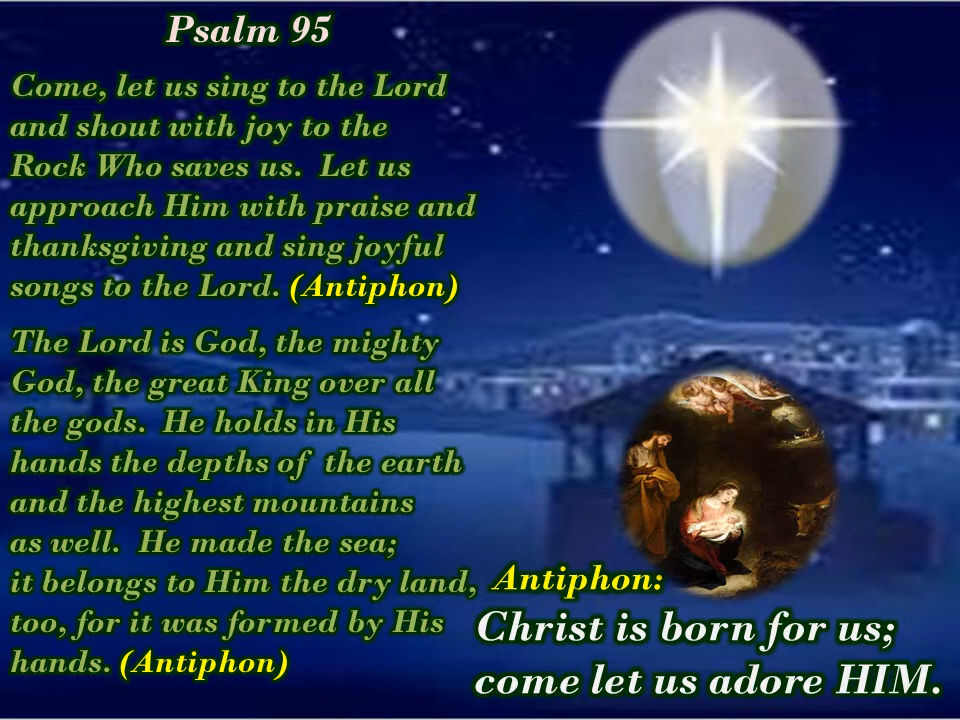 Psalm 95
Come, let us sing to the Lord
and shout with joy to the
Rock Who saves us.  Let us
approach Him with praise and
thanksgiving and sing joyful
songs to the Lord. (Antiphon)
The Lord is God, the mighty
God, the great King over all
the gods.  He holds in His
hands the depths of the earth
and the highest mountains
as well.  He made the sea;
it belongs to Him the dry land,
too, for it was formed by His
hands. (Antiphon)
Antiphon:
Christ is born for us;
come let us adore HIM.